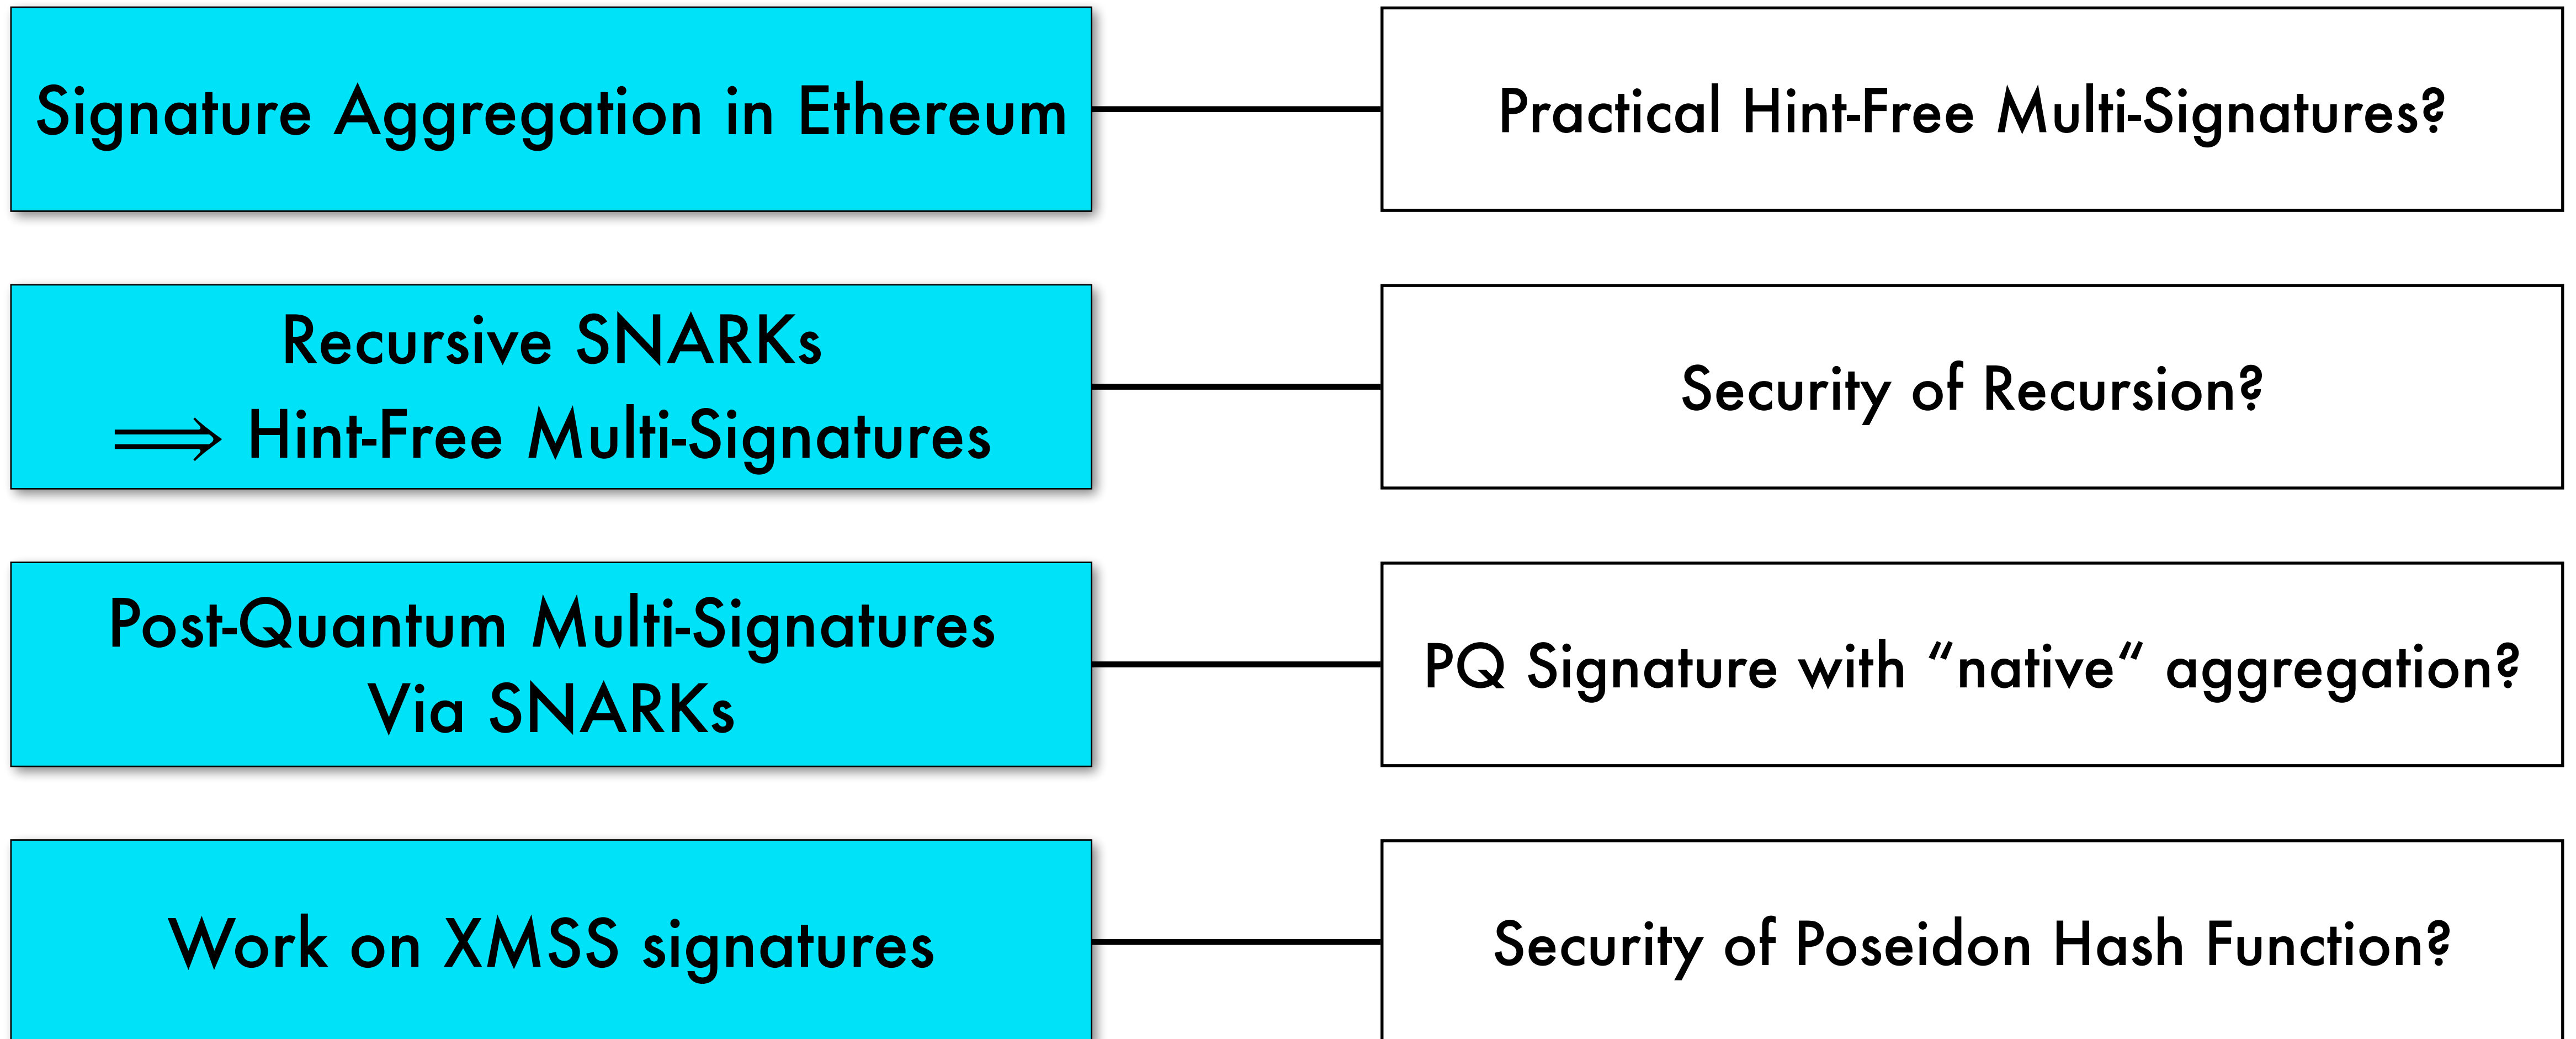 Signature Aggregation in Ethereum
Practical Hint-Free Multi-Signatures?
Recursive SNARKs
⟹ Hint-Free Multi-Signatures
Security of Recursion?
Post-Quantum Multi-Signatures
Via SNARKs
PQ Signature with “native“ aggregation?
Work on XMSS signatures
Security of Poseidon Hash Function?